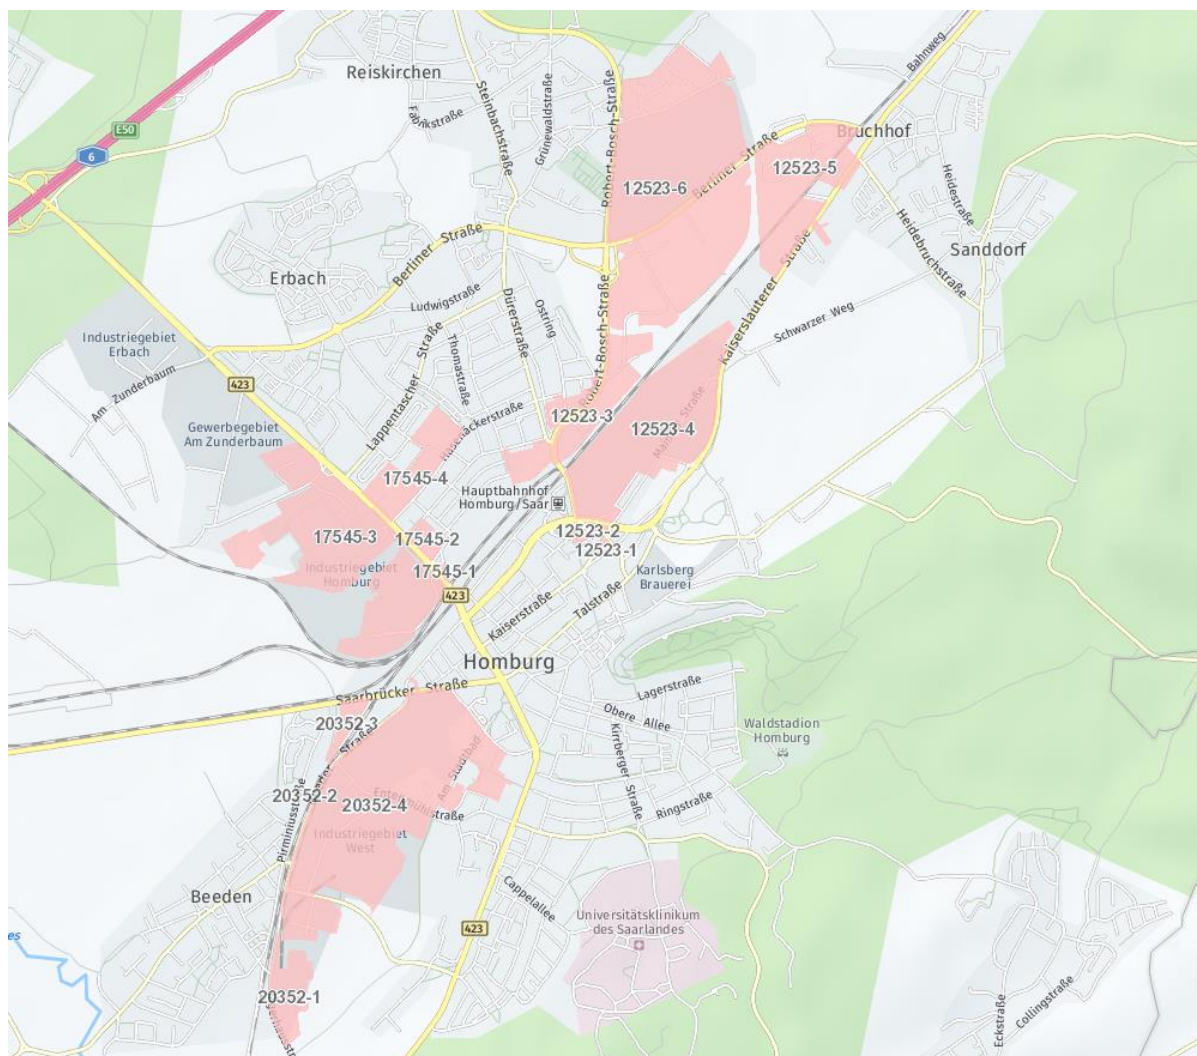 Reiskirchen
Bahnweg
Steinbachstraße
Grünewaldstraße
Robert-Bosch-Straße
Fabrikstraße
E50
6
Bruchhof
Berliner Straße
12523-5
12523-6
Heidestraße
Heidebruchstraße
Sanddorf
Berliner Straße
Erbach
Ludwigstraße
Dürerstraße
Ostring
Robert-Bosch-Straße
Kaiserslauterer Straße
Schwarzer Weg
Industriegebiet
Erbach
Am Zunderbaum
Lappentascher Straße
Thomastraße
423
12523-3
12523-4
Gewerbegebiet
Am Zunderbaum
17545-4
Hauptbahnhof
Homburg/Saar
12523-2
12523-1
17545-3
17545-2
17545-1
Industriegebiet
Homburg
423
Karlsberg
Brauerei
Kaiserstraße
Talstraße
Homburg
Saarbrücker Straße
Lagerstraße
Obere Allee
Waldstadion
Homburg
20352-3
Kirrberger Straße
Am Stadtbad
20352-2
20352-4
Entenmühlstraße
Ringstraße
Pirminiusstraße
Industriegebiet
West
Beeden
Cappelallee
423
Universitätsklinikum
des Saarlandes
20352-1
Eckstraße
Collingstraße